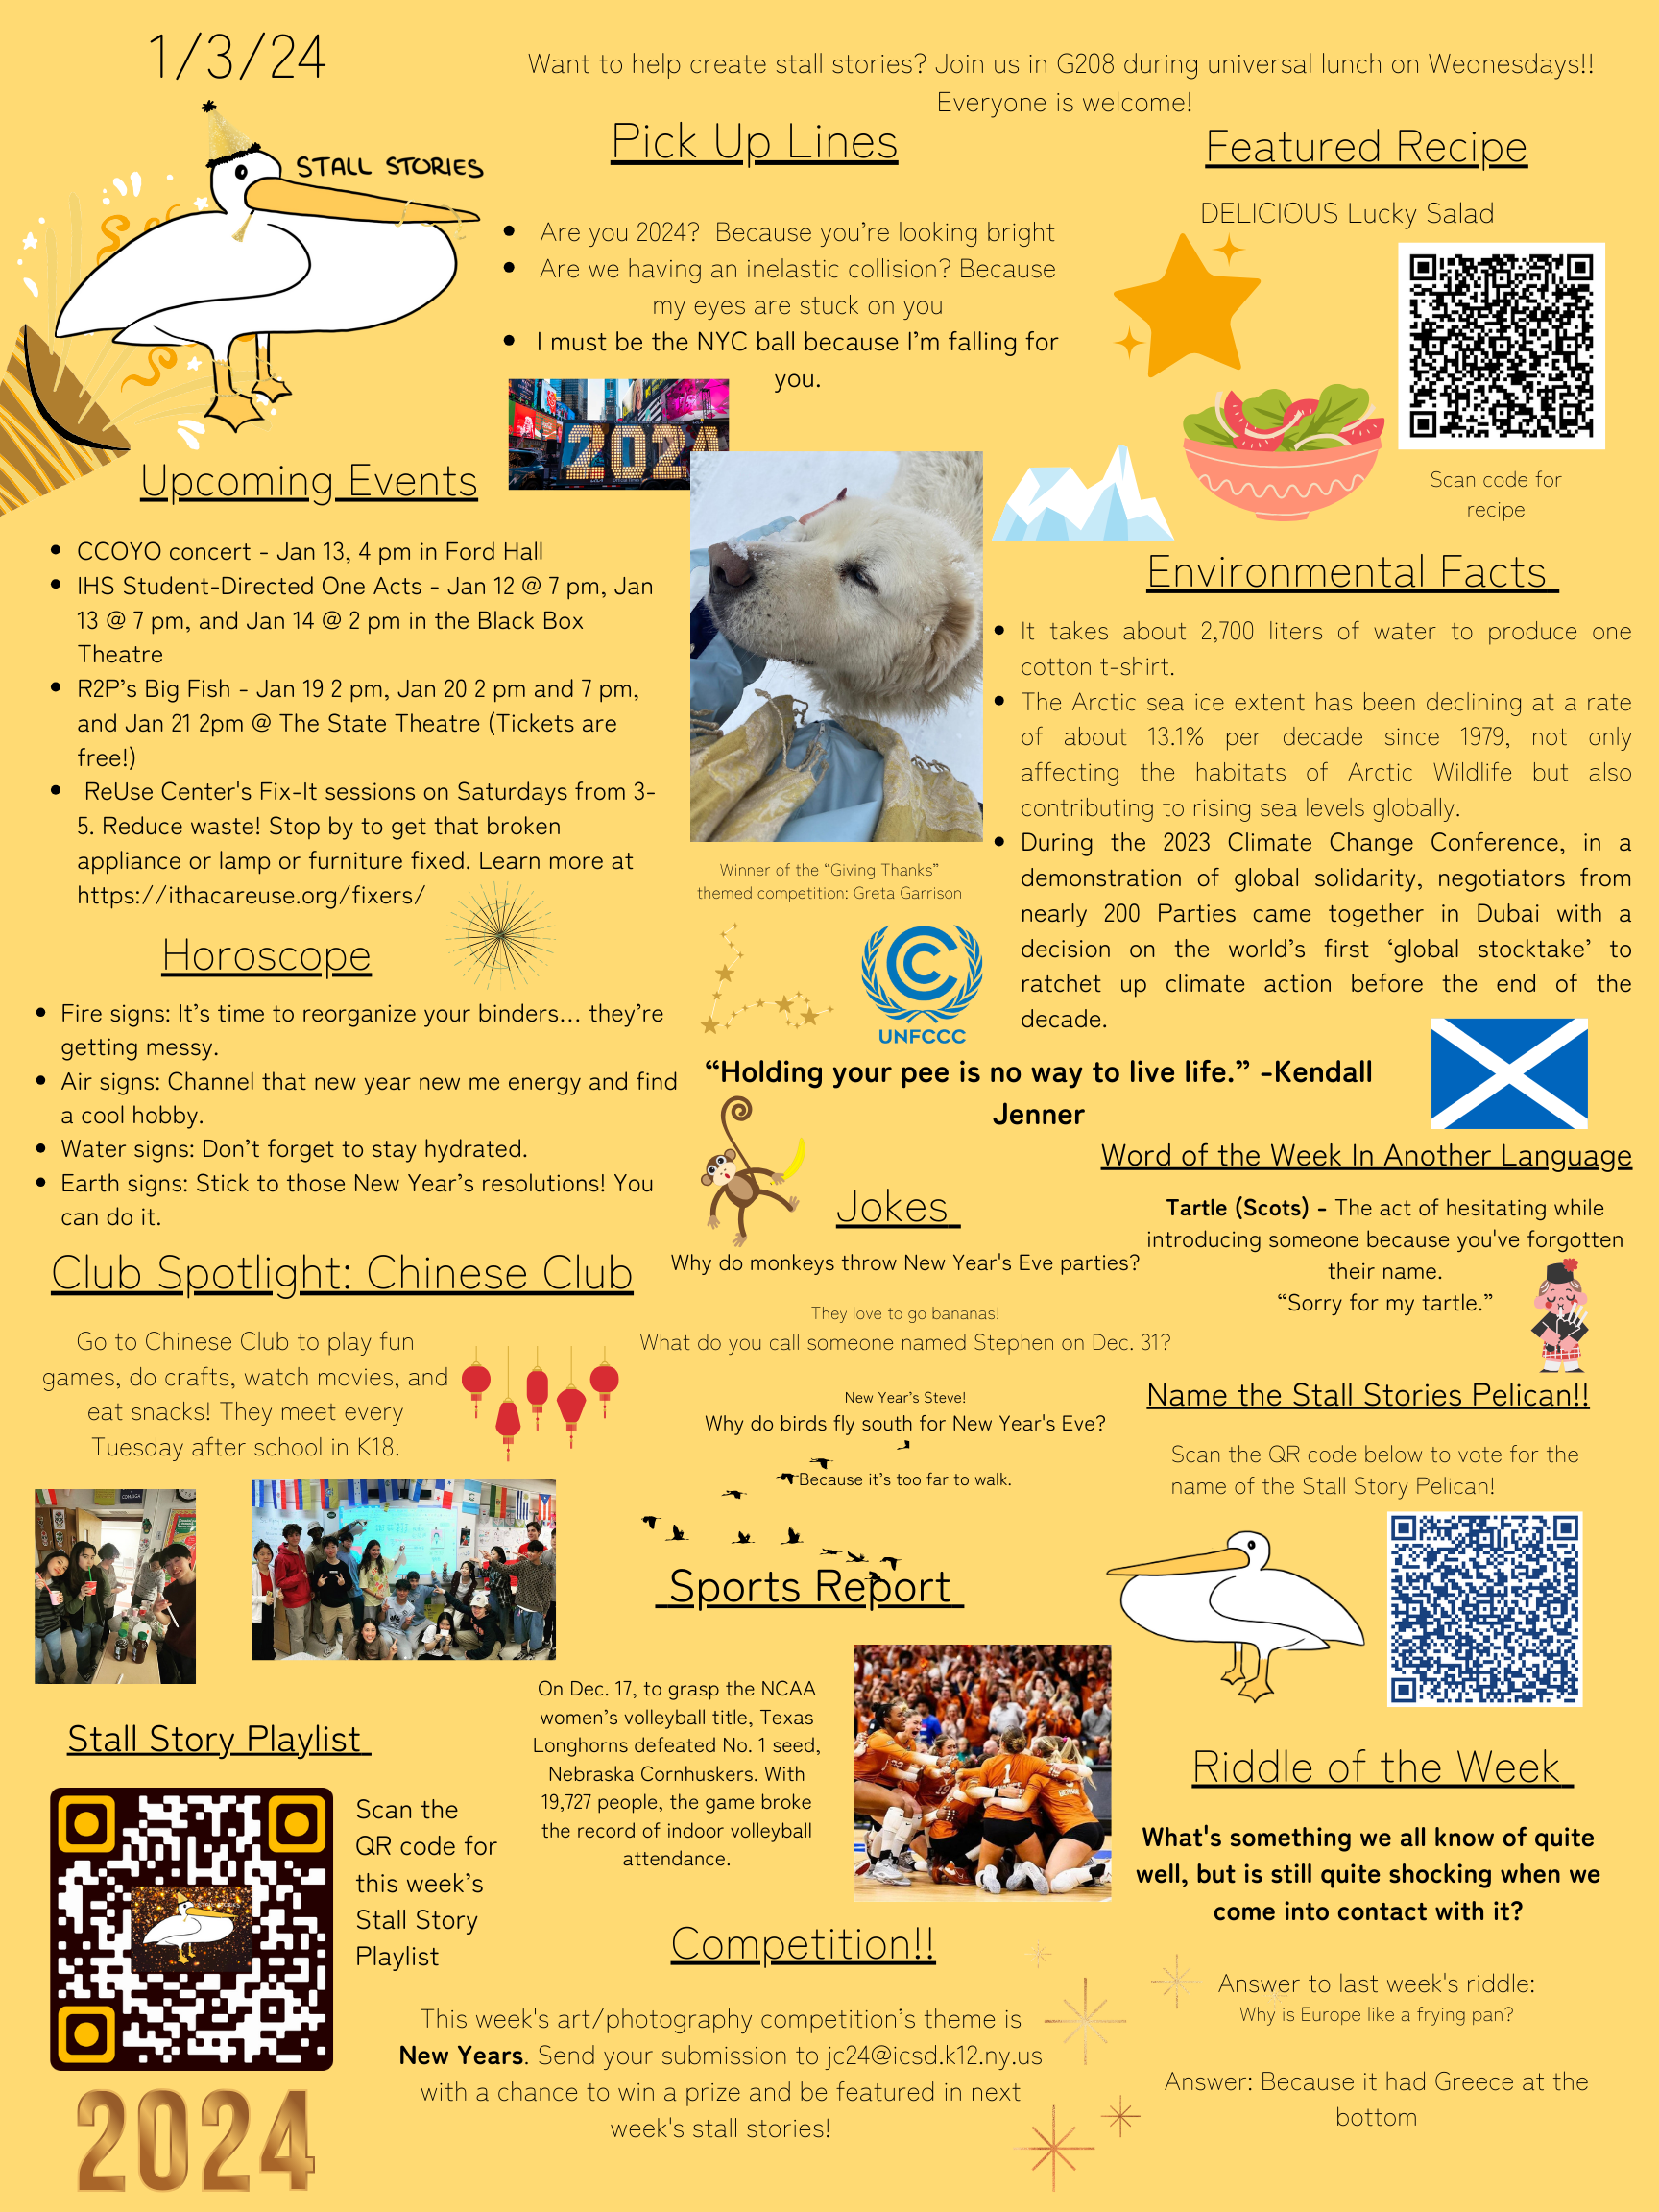 1/3/24
Want to help create stall stories? Join us in G208 during universal lunch on Wednesdays!!
Everyone is welcome!
STALL STORIES
Pick Up Lines
• Are you 2024?  Because you’re looking bright
• Are we having an inelastic collision? Because
my eyes are stuck on you
• I must be the NYC ball because I’m falling for
you.
2024
Featured Recipe
DELICIOUS Lucky Salad
Scan code for
recipe
Upcoming Events
• CCOYO concert - Jan 13, 4 pm in Ford Hall
• IHS Student-Directed One Acts - Jan 12 @ 7 pm, Jan
13 @ 7 pm, and Jan 14 @ 2 pm in the Black Box
Theatre
• R2P’s Big Fish - Jan 19 2 pm, Jan 20 2 pm and 7 pm,
and Jan 21 2pm @ The State Theatre (Tickets are
free!)
• ReUse Center's Fix-It sessions on Saturdays from 3-
5. Reduce waste! Stop by to get that broken
appliance or lamp or furniture fixed. Learn more at
https://ithacareuse.org/fixers/
Winner of the “Giving Thanks”
themed competition: Greta Garrison
UNFCCC
Environmental Facts
• It takes about 2,700 liters of water to produce one
cotton t-shirt.
• The Arctic sea ice extent has been declining at a rate
of about 13.1% per decade since 1979, not only
affecting the habitats of Arctic Wildlife but also
contributing to rising sea levels globally.
• During the 2023 Climate Change Conference, in a
demonstration of global solidarity, negotiators from
nearly 200 Parties came together in Dubai with a
decision on the world’s first ‘global stocktake’ to
ratchet up climate action before the end of the
decade.
Horoscope
• Fire signs: It’s time to reorganize your binders... they’re
getting messy.
• Air signs: Channel that new year new me energy and find
a cool hobby.
• Water signs: Don’t forget to stay hydrated.
• Earth signs: Stick to those New Year’s resolutions! You
can do it.
“Holding your pee is no way to live life.” -Kendall
Jenner
Word of the Week In Another Language
Tartle (Scots) - The act of hesitating while
introducing someone because you've forgotten
their name.
“Sorry for my tartle.”
Jokes
Why do monkeys throw New Year's Eve parties?
They love to go bananas!
What do you call someone named Stephen on Dec. 31?
New Year’s Steve!
Why do birds fly south for New Year's Eve?
Because it’s too far to walk.
Club Spotlight: Chinese Club
Go to Chinese Club to play fun
games, do crafts, watch movies, and
eat snacks! They meet every
Tuesday after school in K18.
Name the Stall Stories Pelican!!
Scan the QR code below to vote for the
name of the Stall Story Pelican!
Sports Report
On Dec. 17, to grasp the NCAA
women’s volleyball title, Texas
Longhorns defeated No. 1 seed,
Nebraska Cornhuskers. With
19,727 people, the game broke
the record of indoor volleyball
attendance.
Stall Story Playlist
Scan the
QR code for
this week’s
Stall Story
Playlist
2024
Riddle of the Week
What's something we all know of quite
well, but is still quite shocking when we
come into contact with it?
Answer to last week's riddle:
Why is Europe like a frying pan?
Answer: Because it had Greece at the
bottom
Competition!!
This week's art/photography competition’s theme is
New Years. Send your submission to jc24@icsd.k12.ny.us
with a chance to win a prize and be featured in next
week's stall stories!